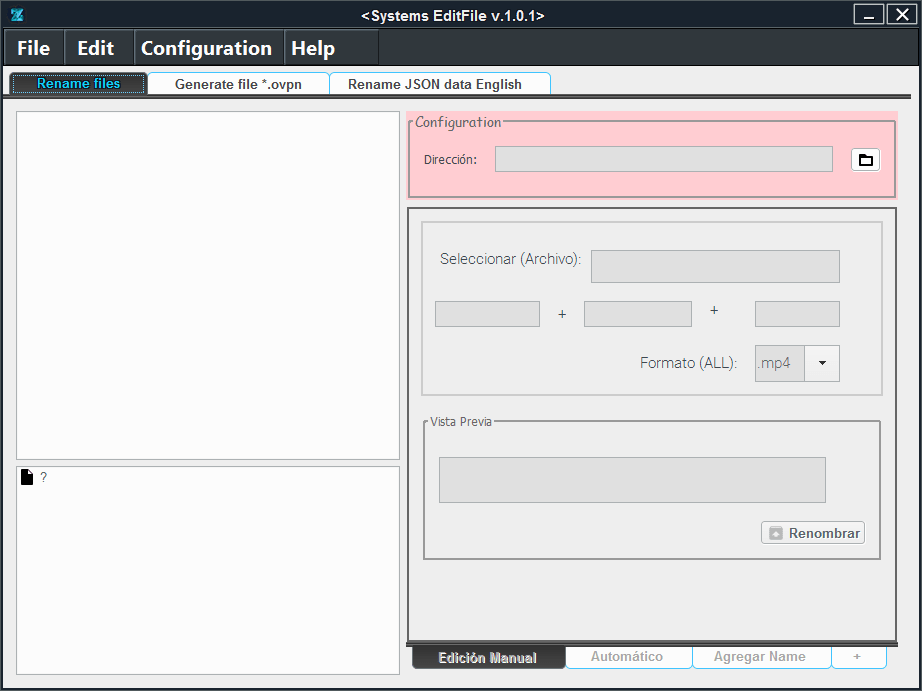 <Systems EditFile v.1.0.1>
File Edit Configuration Help
Rename files Generate file *.ovpn Rename JSON data English
Configuration
Dirección:
Seleccionar (Archivo):
+ +
Formato (ALL): .mp4
Vista Previa
?
Renombrar
Edición Manual Automático Agregar Name +